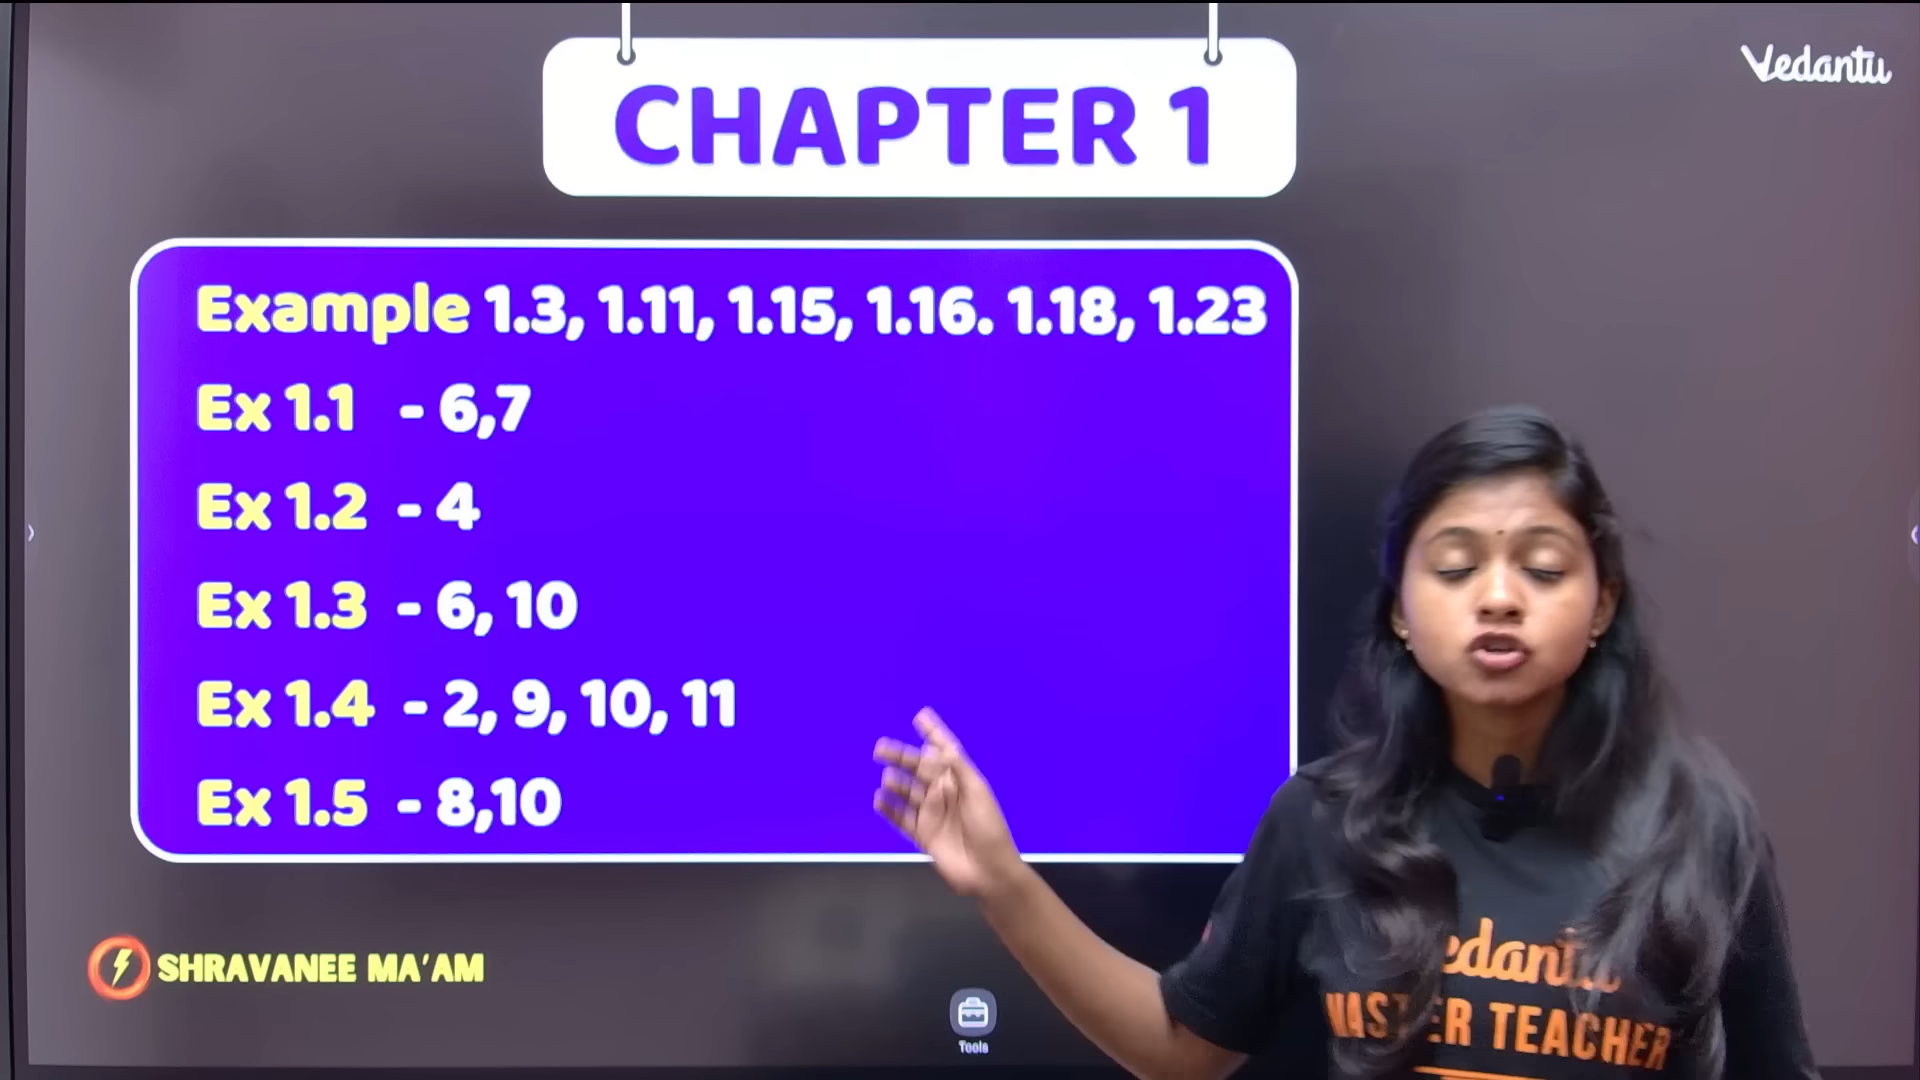 Vedantu
CHAPTER 1
Example 1.3, 1.11, 1.15, 1.16. 1.18, 1.23
Ex 1.1 - 6,7
Ex 1.2 - 4
Ex 1.3 - 6, 10
Ex 1.4 - 2, 9, 10, 11
Ex 1.5 - 8,10
SHRAVANEE MA'AM
Tools
TEACHER